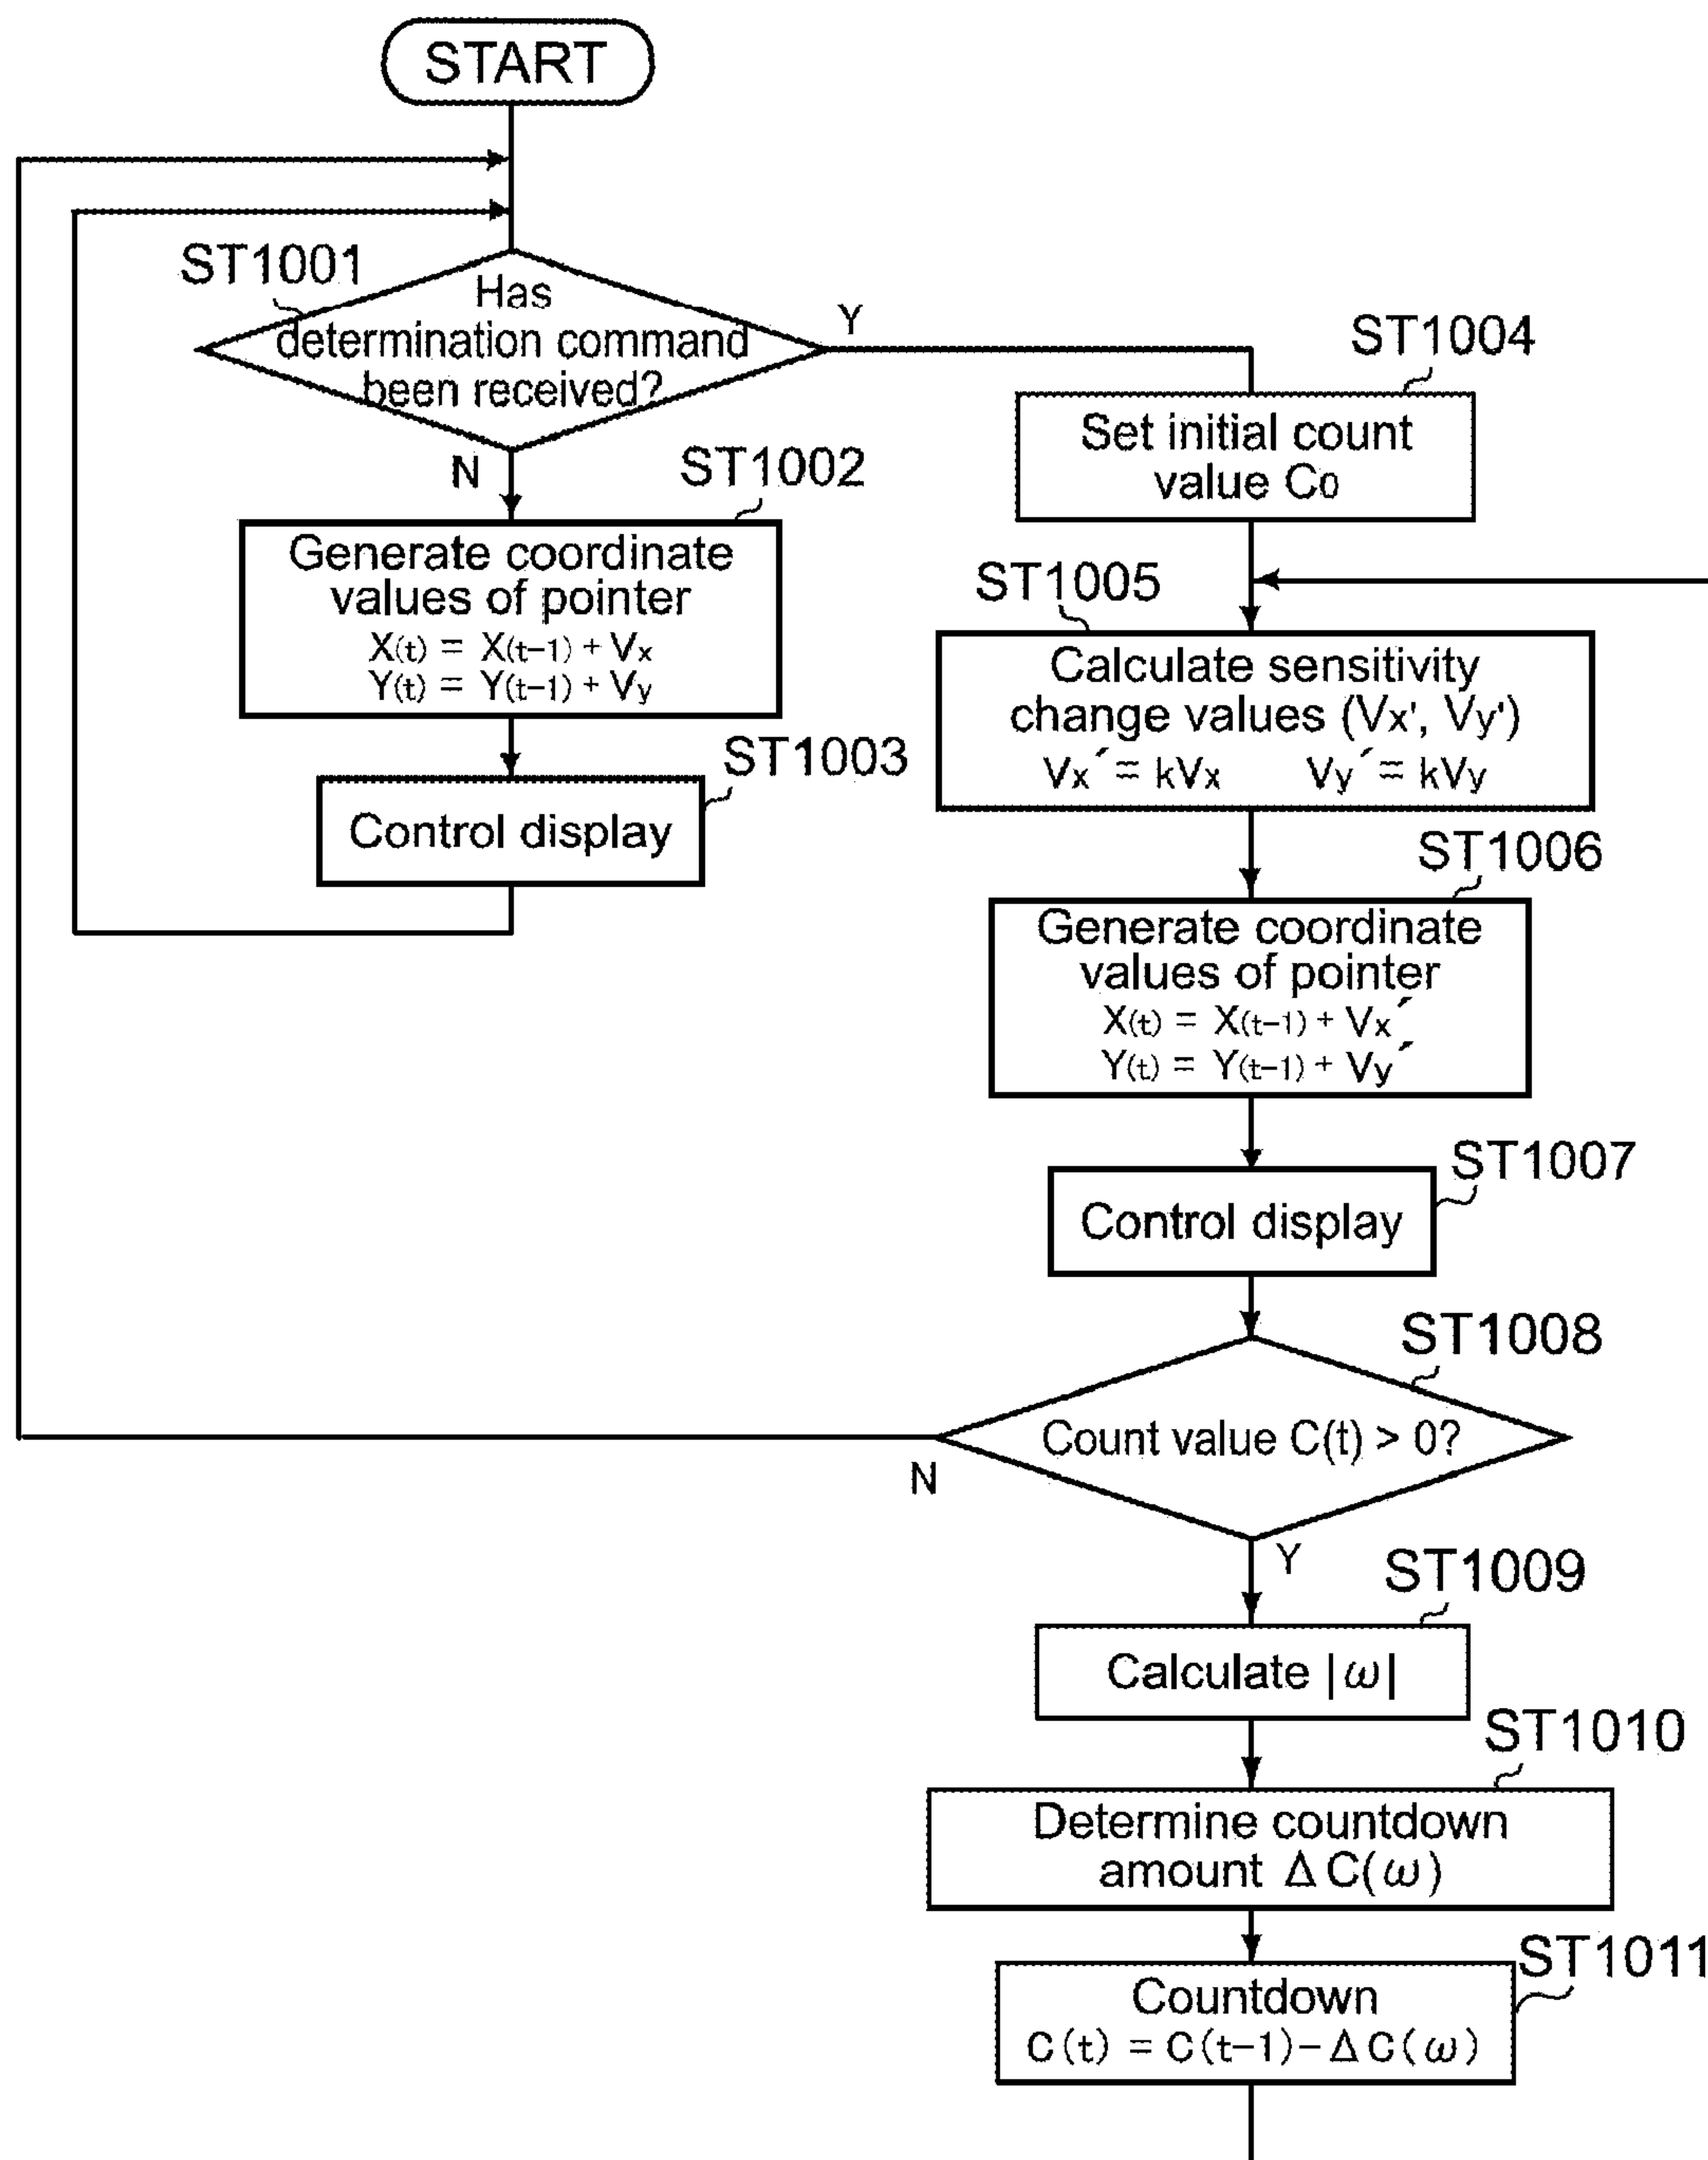 START
ST1001
Has
determination command
been received?
Y
N
ST1002
Generate coordinate
values of pointer
X(t) = X(t−1) + Vx
Y(t) = Y(t−1) + Vy
ST1003
Control display
ST1004
Set initial count
value C0
ST1005
Calculate sensitivity
change values (Vx', Vy')
Vx´= kVx Vy´= kVy
ST1006
Generate coordinate
values of pointer
X(t) = X(t−1) + Vx´
Y(t) = Y(t−1) + Vy´
ST1007
Control display
ST1008
Count value C(t) > 0?
N
Y
ST1009
Calculate |ω|
ST1010
Determine countdown
amount ΔC(ω)
ST1011
Countdown
C(t) = C(t−1)−ΔC(ω)